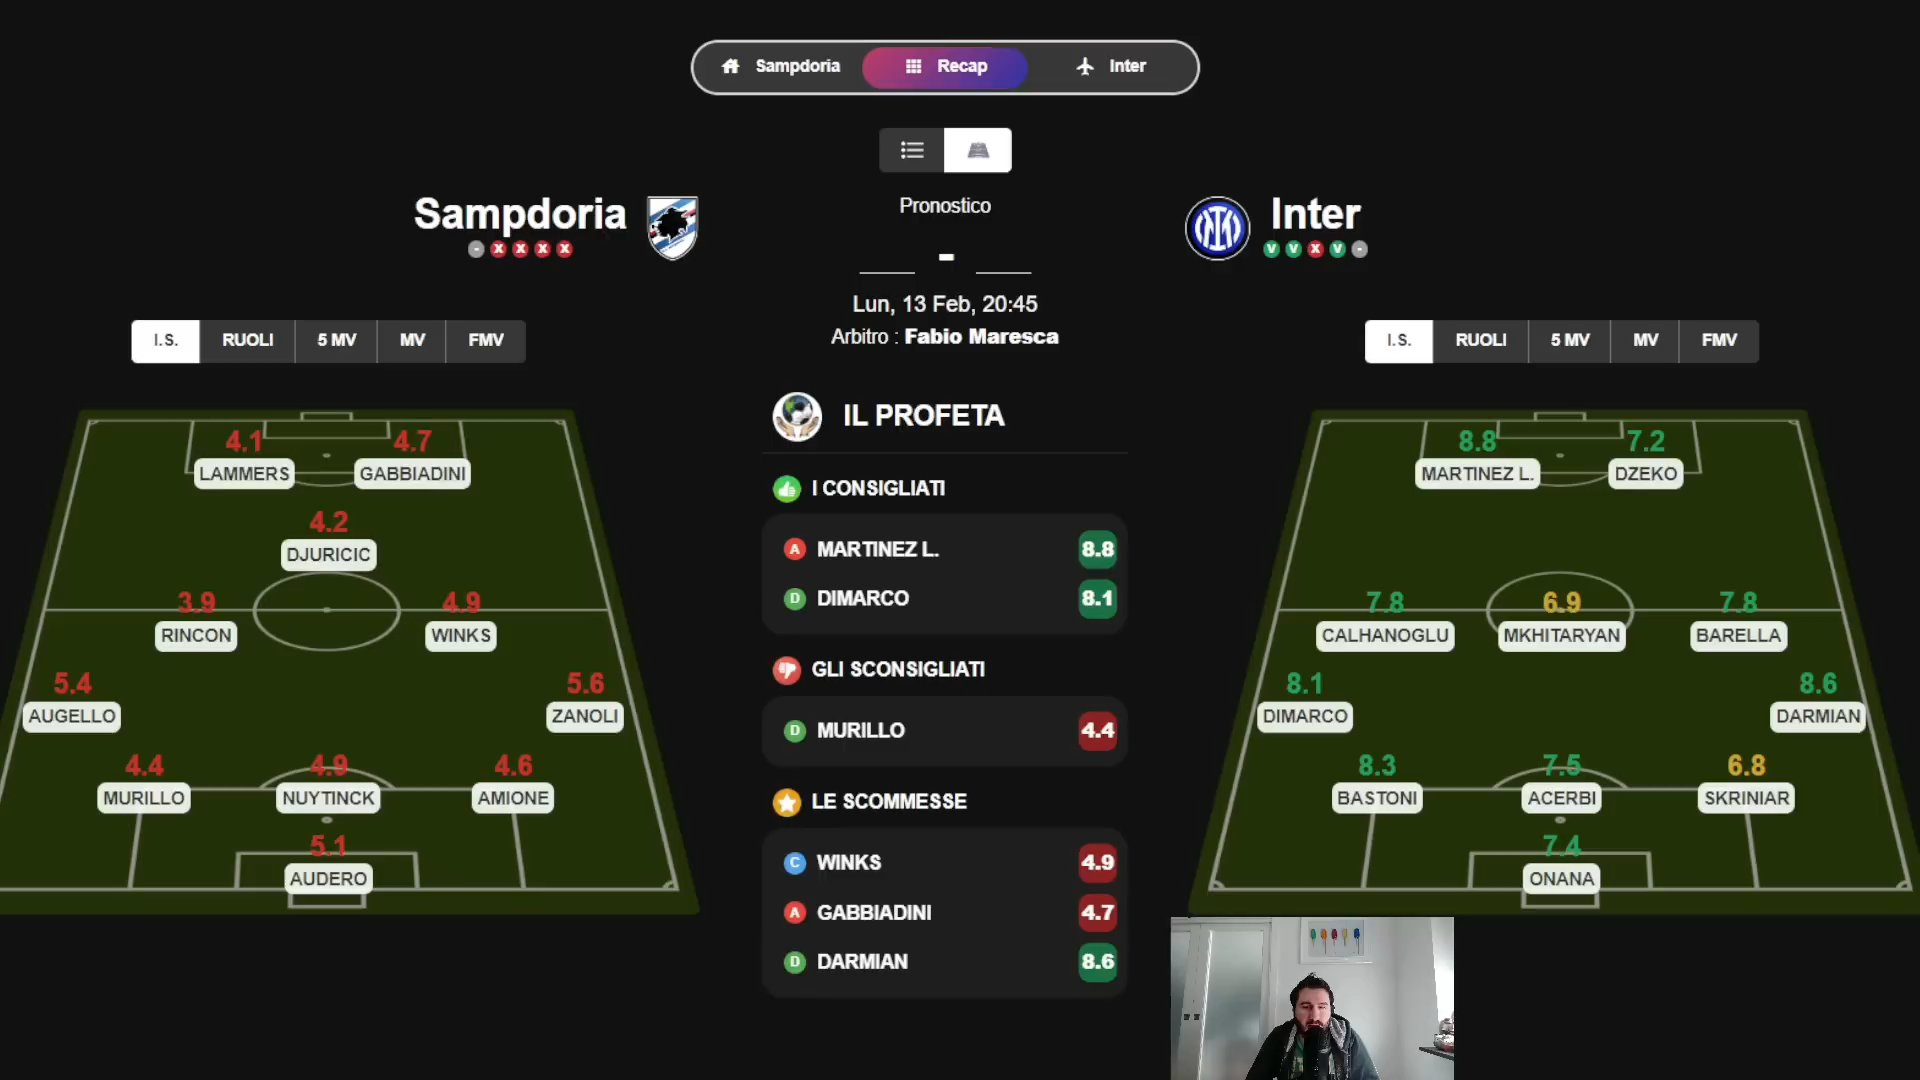 Sampdoria
Recap
Inter
Pronostico
Sampdoria
- X X X X
-
Inter
V V X V -
Lun, 13 Feb, 20:45
Arbitro : Fabio Maresca
I.S. RUOLI 5 MV MV FMV
4.1 4.7
LAMMERS GABBIADINI
4.2
DJURICIC
3.9 4.9
RINCON WINKS
5.4 5.6
AUGELLO ZANOLI
4.4 4.9 4.6
MURILLO NUYTINCK AMIONE
5.1
AUDERO
IL PROFETA
I CONSIGLIATI
A MARTINEZ L. 8.8
D DIMARCO 8.1
GLI SCONSIGLIATI
D MURILLO 4.4
LE SCOMMESSE
C WINKS 4.9
A GABBIADINI 4.7
D DARMIAN 8.6
I.S. RUOLI 5 MV MV FMV
8.8 7.2
MARTINEZ L. DZEKO
7.8 6.9 7.8
CALHANOGLU MKHITARYAN BARELLA
8.1 8.6
DIMARCO DARMIAN
8.3 7.5 6.8
BASTONI ACERBI SKRINIAR
7.4
ONANA